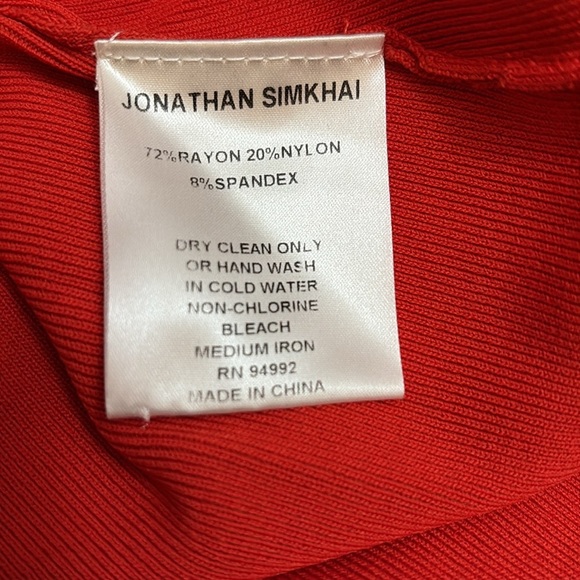 JONATHAN SIMKHAI
72%RAYON 20%NYLON
8%SPANDEX
DRY CLEAN ONLY
OR HAND WASH
IN COLD WATER
NON-CHLORINE
BLEACH
MEDIUM IRON
RN 94992
MADE IN CHINA